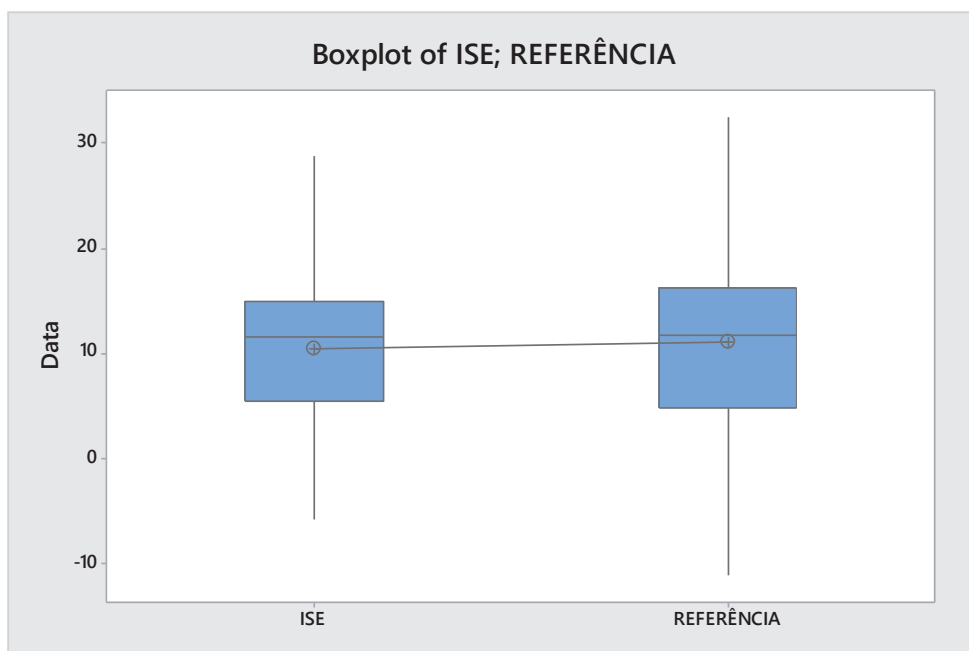 Boxplot of ISE; REFERÊNCIA
Data
30
20
10
0
-10
ISE
REFERÊNCIA